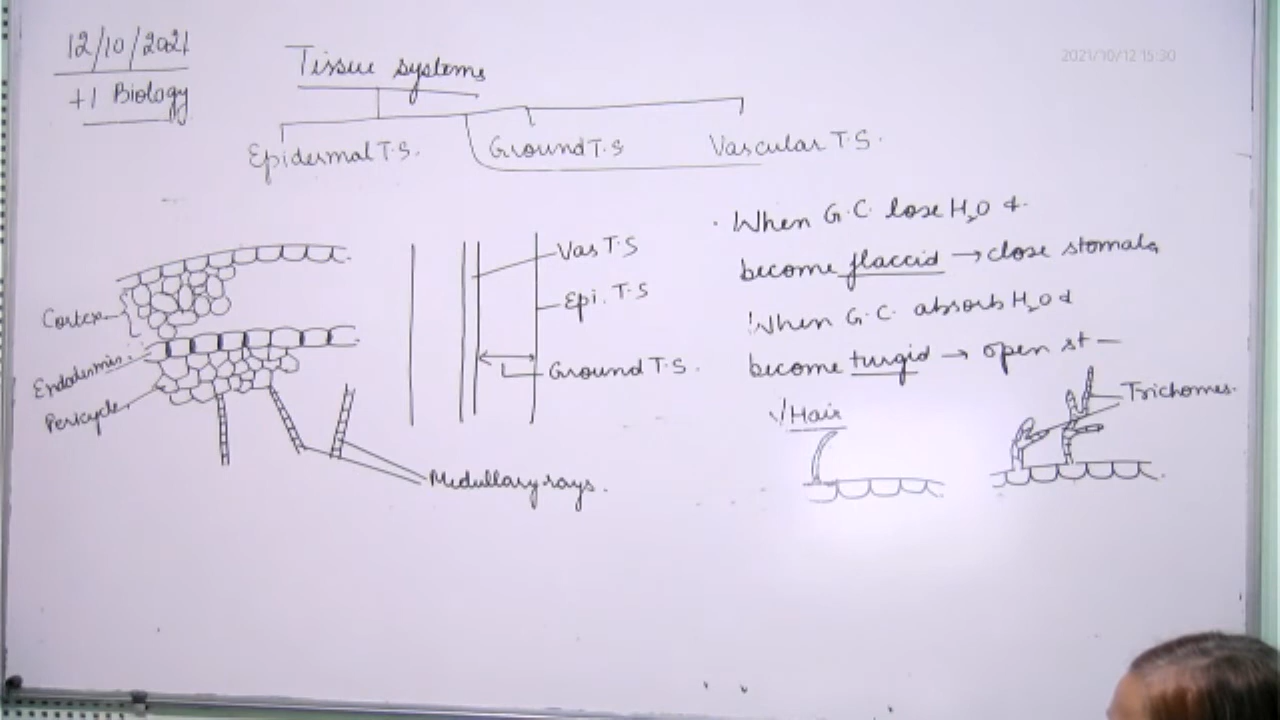 12/10/2021
+1 Biology
2021/10/12 15:30
Tissue systems
Epidermal T.S.
Ground T.S
Vascular T.S.
Cortex
Endodermis.
Pericycle
Medullary rays.
Vas T.S
Epi. T.S
Ground T.S.
. When G.C. lose H₂O &
become flaccid → close stomata
When G.C. absorb H₂O &
become turgid → open st —
Hair
Trichomes.